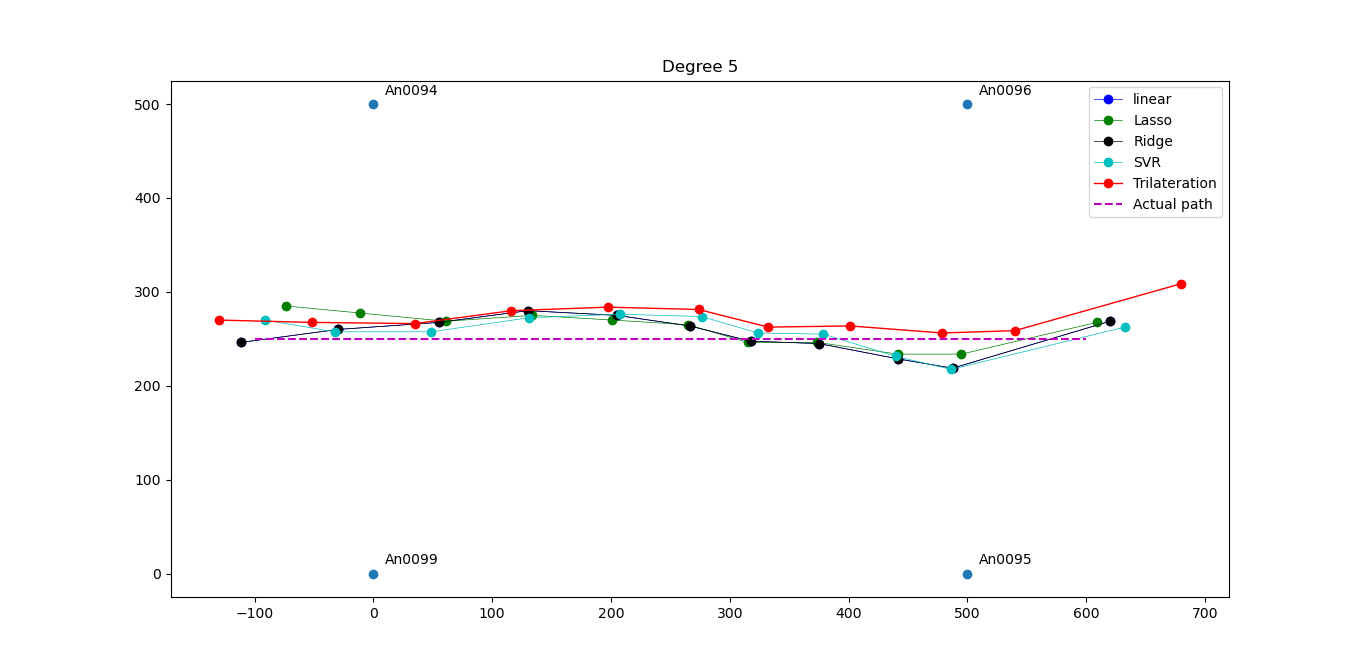 Degree 5
An0094
An0096
An0099
An0095
linear
Lasso
Ridge
SVR
Trilateration
Actual path
500
400
300
200
100
0
−100
0
100
200
300
400
500
600
700